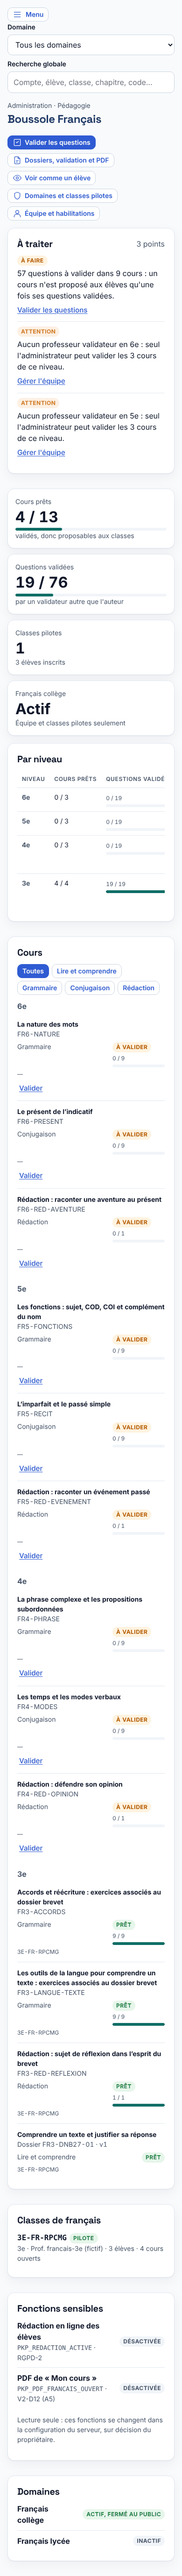 Menu
Domaine
Tous les domaines
Recherche globale
Compte, élève, classe, chapitre, code…
Administration · Pédagogie
Boussole Français
Valider les questions
Dossiers, validation et PDF
Voir comme un élève
Domaines et classes pilotes
Équipe et habilitations
À traiter 3 points
À FAIRE
57 questions à valider dans 9 cours : un
cours n'est proposé aux élèves qu'une
fois ses questions validées.
Valider les questions
ATTENTION
Aucun professeur validateur en 6e : seul
l'administrateur peut valider les 3 cours
de ce niveau.
Gérer l'équipe
ATTENTION
Aucun professeur validateur en 5e : seul
l'administrateur peut valider les 3 cours
de ce niveau.
Gérer l'équipe
Cours prêts
4 / 13
validés, donc proposables aux classes
Questions validées
19 / 76
par un validateur autre que l'auteur
Classes pilotes
1
3 élèves inscrits
Français collège
Actif
Équipe et classes pilotes seulement
Par niveau
NIVEAU COURS PRÊTS QUESTIONS VALIDÉ
6e 0 / 3 0 / 19
5e 0 / 3 0 / 19
4e 0 / 3 0 / 19
3e 4 / 4 19 / 19
Cours
Toutes Lire et comprendre
Grammaire Conjugaison Rédaction
6e
La nature des mots
FR6-NATURE
Grammaire À VALIDER
0 / 9
—
Valider
Le présent de l'indicatif
FR6-PRESENT
Conjugaison À VALIDER
0 / 9
—
Valider
Rédaction : raconter une aventure au présent
FR6-RED-AVENTURE
Rédaction À VALIDER
0 / 1
—
Valider
5e
Les fonctions : sujet, COD, COI et complément
du nom
FR5-FONCTIONS
Grammaire À VALIDER
0 / 9
—
Valider
L'imparfait et le passé simple
FR5-RECIT
Conjugaison À VALIDER
0 / 9
—
Valider
Rédaction : raconter un événement passé
FR5-RED-EVENEMENT
Rédaction À VALIDER
0 / 1
—
Valider
4e
La phrase complexe et les propositions
subordonnées
FR4-PHRASE
Grammaire À VALIDER
0 / 9
—
Valider
Les temps et les modes verbaux
FR4-MODES
Conjugaison À VALIDER
0 / 9
—
Valider
Rédaction : défendre son opinion
FR4-RED-OPINION
Rédaction À VALIDER
0 / 1
—
Valider
3e
Accords et réécriture : exercices associés au
dossier brevet
FR3-ACCORDS
Grammaire PRÊT
9 / 9
3E-FR-RPCMG
Les outils de la langue pour comprendre un
texte : exercices associés au dossier brevet
FR3-LANGUE-TEXTE
Grammaire PRÊT
9 / 9
3E-FR-RPCMG
Rédaction : sujet de réflexion dans l'esprit du
brevet
FR3-RED-REFLEXION
Rédaction PRÊT
1 / 1
3E-FR-RPCMG
Comprendre un texte et justifier sa réponse
Dossier FR3-DNB27-01 · v1
Lire et comprendre PRÊT
3E-FR-RPCMG
Classes de français
3E-FR-RPCMG PILOTE
3e · Prof. francais-3e (fictif) · 3 élèves · 4 cours
ouverts
Fonctions sensibles
Rédaction en ligne des
élèves
PKP_REDACTION_ACTIVE ·
RGPD-2
DÉSACTIVÉE
PDF de « Mon cours »
PKP_PDF_FRANCAIS_OUVERT ·
V2-D12 (A5)
DÉSACTIVÉE
Lecture seule : ces fonctions se changent dans
la configuration du serveur, sur décision du
propriétaire.
Domaines
Français
collège
ACTIF, FERMÉ AU PUBLIC
Français lycée INACTIF